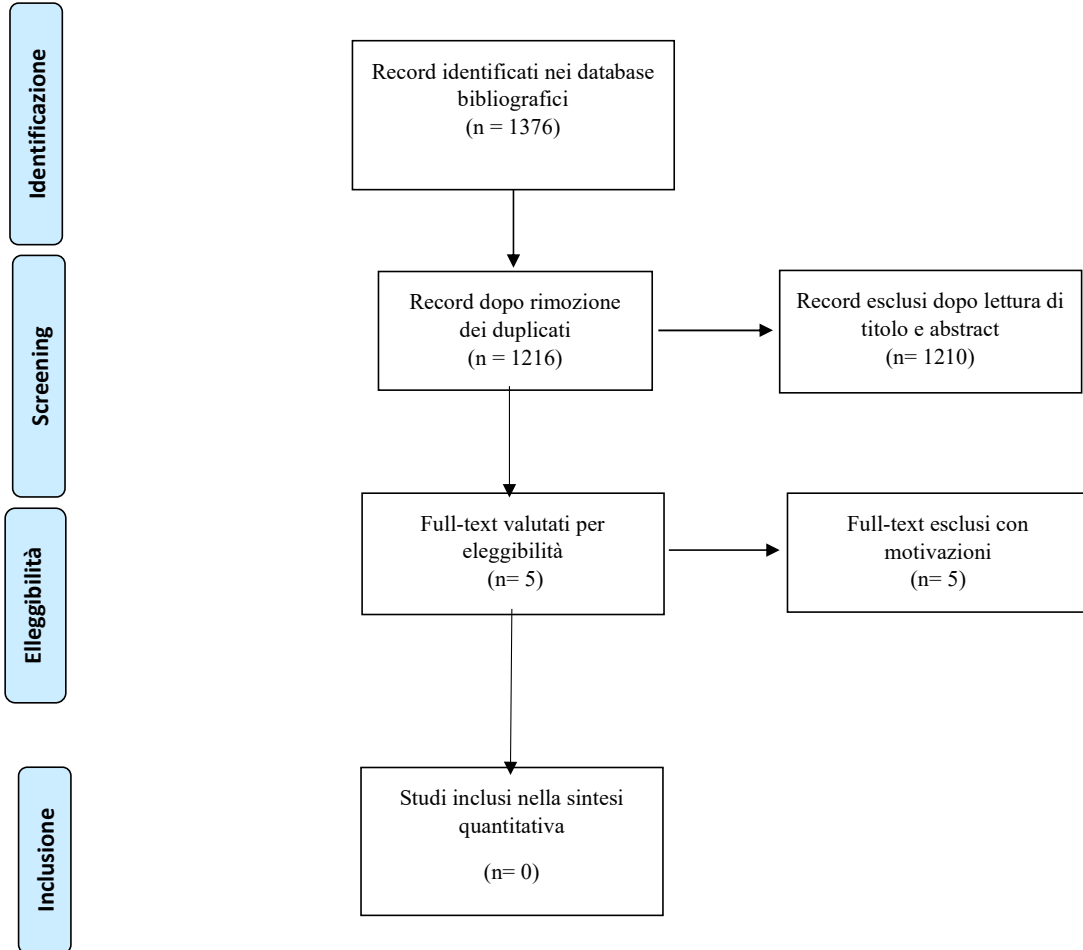 Identificazione
Record identificati nei database
bibliografici
(n = 1376)
Screening
Record dopo rimozione
dei duplicati
(n = 1216)
Record esclusi dopo lettura di
titolo e abstract
(n= 1210)
Elleggibilità
Full-text valutati per
eleggibilità
(n= 5)
Full-text esclusi con
motivazioni
(n= 5)
Inclusione
Studi inclusi nella sintesi
quantitativa
(n= 0)